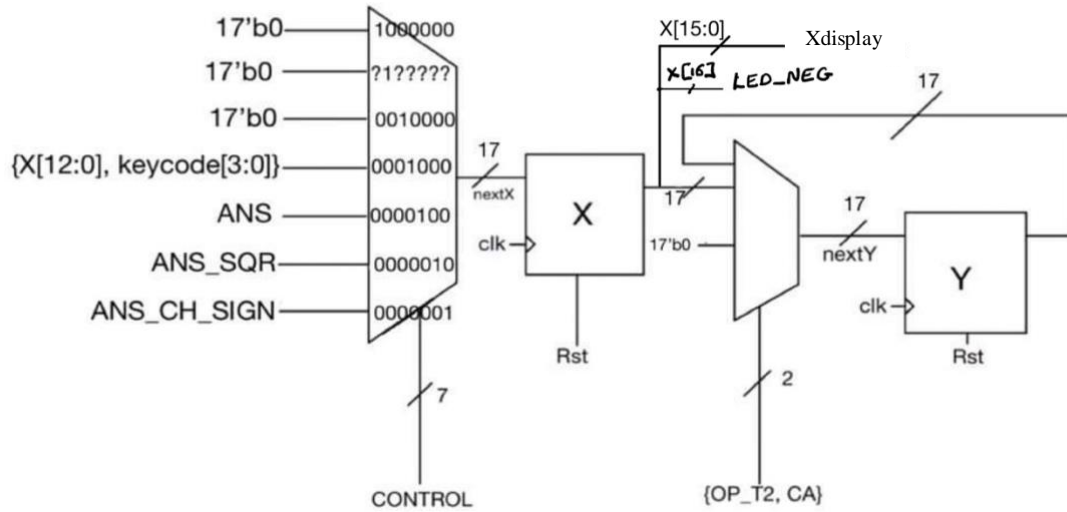 17'b0
1000000
17'b0
?1?????
17'b0
0010000
{X[12:0], keycode[3:0]}
0001000
ANS
0000100
ANS_SQR
0000010
ANS_CH_SIGN
0000001
7
CONTROL
17
nextX
X
clk
Rst
X[15:0]
Xdisplay
X[16]
LED_NEG
17
17
17'b0
2
{OP_T2, CA}
17
nextY
Y
clk
Rst